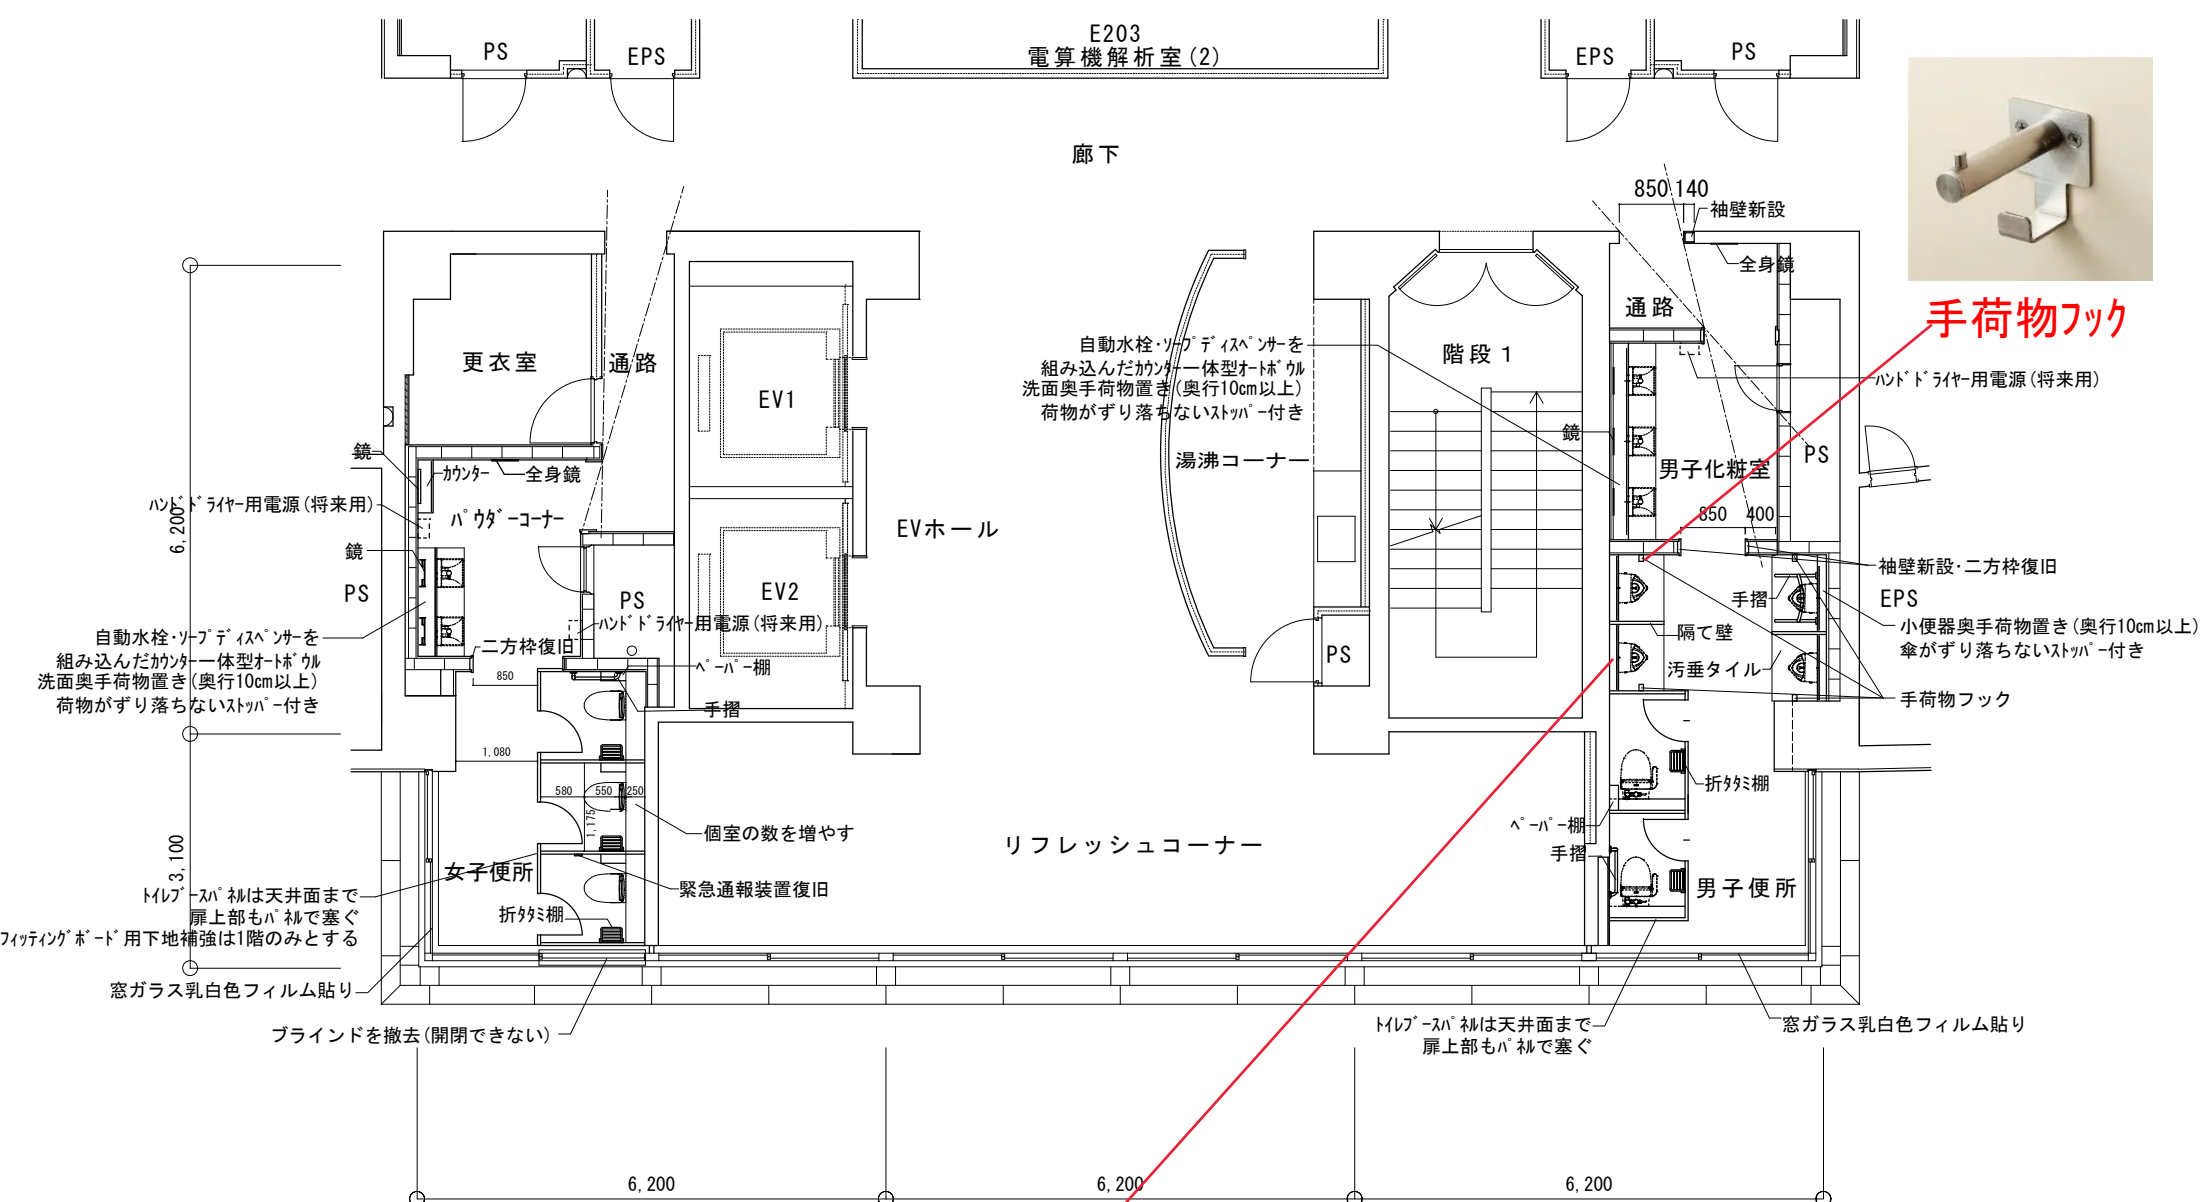 E203
電算機解析室(2)
PS
EPS
EPS
PS
廊下
850 140
袖壁新設
全身鏡
手荷物フック
通路
更衣室
通路
EV1
自動水栓・ソープディスペンサーを
組み込んだカウンター一体型オートボウル
洗面奥手荷物置き(奥行10cm以上)
荷物がずり落ちないストッパー付き
階段1
ハンドドライヤー用電源(将来用)
鏡
鏡
カウンター
全身鏡
湯沸コーナー
男子化粧室
PS
ハンドドライヤー用電源(将来用)
パウダーコーナー
6,200
EVホール
850
400
鏡
PS
EV2
PS
袖壁新設・二方枠復旧
手摺
EPS
ハンドドライヤー用電源(将来用)
隔て壁
小便器奥手荷物置き(奥行10cm以上)
傘がずり落ちないストッパー付き
自動水栓・ソープディスペンサーを
組み込んだカウンター一体型オートボウル
洗面奥手荷物置き(奥行10cm以上)
荷物がずり落ちないストッパー付き
二方枠復旧
850
ペーパー棚
手摺
PS
汚垂タイル
手荷物フック
1,080
580
550
250
1,175
折タタミ棚
個室の数を増やす
リフレッシュコーナー
ペーパー棚
手摺
3,100
女子便所
緊急通報装置復旧
男子便所
トイレブースパネルは天井面まで
扉上部もパネルで塞ぐ
フィッティングボード用下地補強は1階のみとする
折タタミ棚
窓ガラス乳白色フィルム貼り
ブラインドを撤去(開閉できない)
トイレブースパネルは天井面まで
扉上部もパネルで塞ぐ
窓ガラス乳白色フィルム貼り
6,200
6,200
6,200